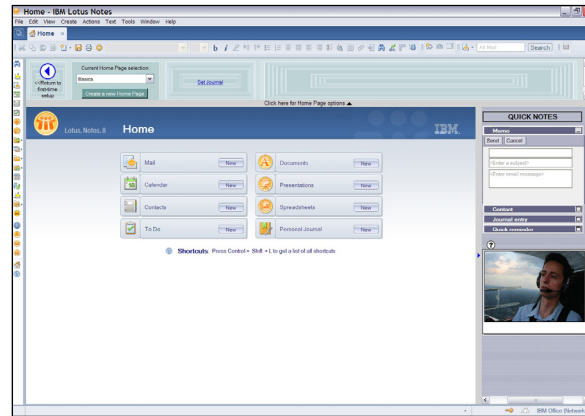 Home - IBM Lotus Notes
File Edit View Create Actions Text Tools Window Help
Home
Search
Current Home Page selection:
Basics
<<Return to first-time setup
Create a new Home Page
Set Journal
Click here for Home Page options
Lotus. Notes. 8
Home
IBM.
Mail New
Documents New
Calendar New
Presentations New
Contacts New
Spreadsheets New
To Do New
Personal Journal New
Shortcuts: Press Control + Shift + L to get a list of all shortcuts
QUICK NOTES
Memo
Send Cancel
<Enter a subject>
<Enter email message>
Contact
Journal entry
Quick reminder
IBM Office (Network